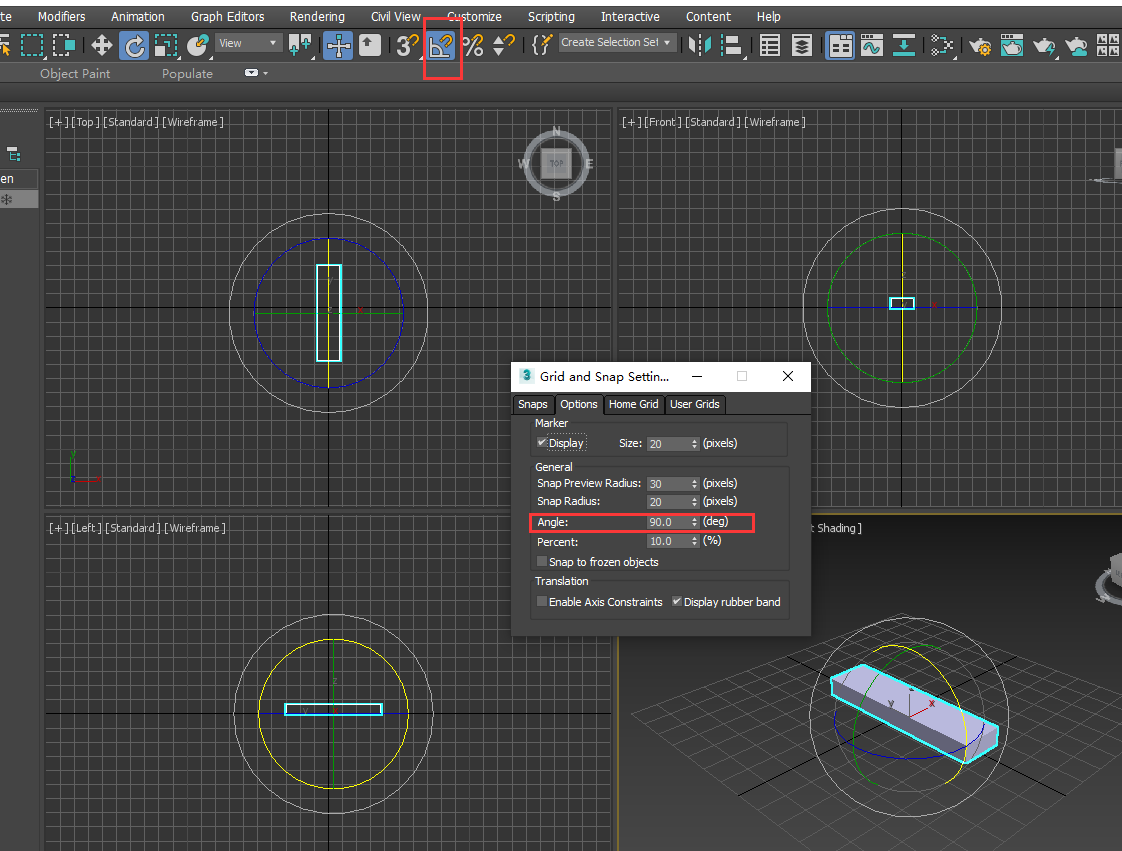 te Modifiers Animation Graph Editors Rendering Civil View Customize Scripting Interactive Content Help
View 3 % Create Selection Set
Object Paint Populate
[+] [Top] [Standard] [Wireframe]
[+] [Front] [Standard] [Wireframe]
N
W TOP E
S
en
z
x
y
x
Grid and Snap Settin...
Snaps Options Home Grid User Grids
Marker
Display Size: 20 (pixels)
General
Snap Preview Radius: 30 (pixels)
Snap Radius: 20 (pixels)
Angle: 90.0 (deg)
Percent: 10.0 (%)
Snap to frozen objects
Translation
Enable Axis Constraints Display rubber band
[+] [Left] [Standard] [Wireframe]
t Shading]
y x